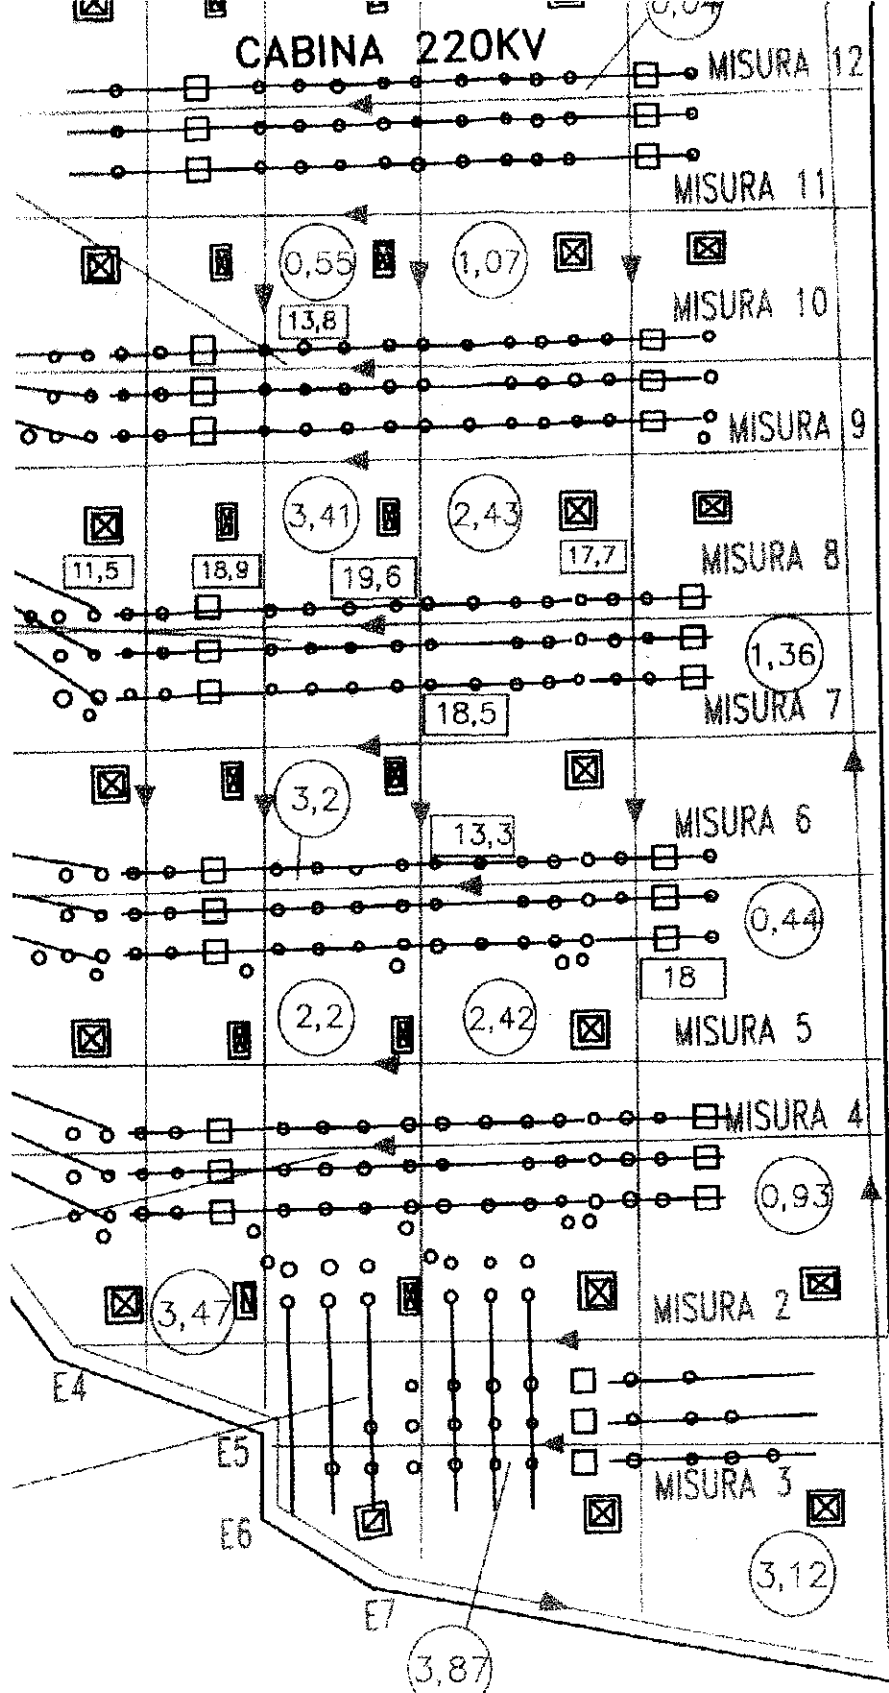 0,04
CABINA 220KV
MISURA 12
MISURA 11
0,55
1,07
13,8
MISURA 10
MISURA 9
3,41
2,43
11,5
18,9
19,6
17,7
MISURA 8
1,36
18,5
MISURA 7
3,2
13,3
MISURA 6
0,44
18
2,2
2,42
MISURA 5
MISURA 4
0,93
3,47
MISURA 2
E4
E5
MISURA 3
E6
3,12
E7
3,87